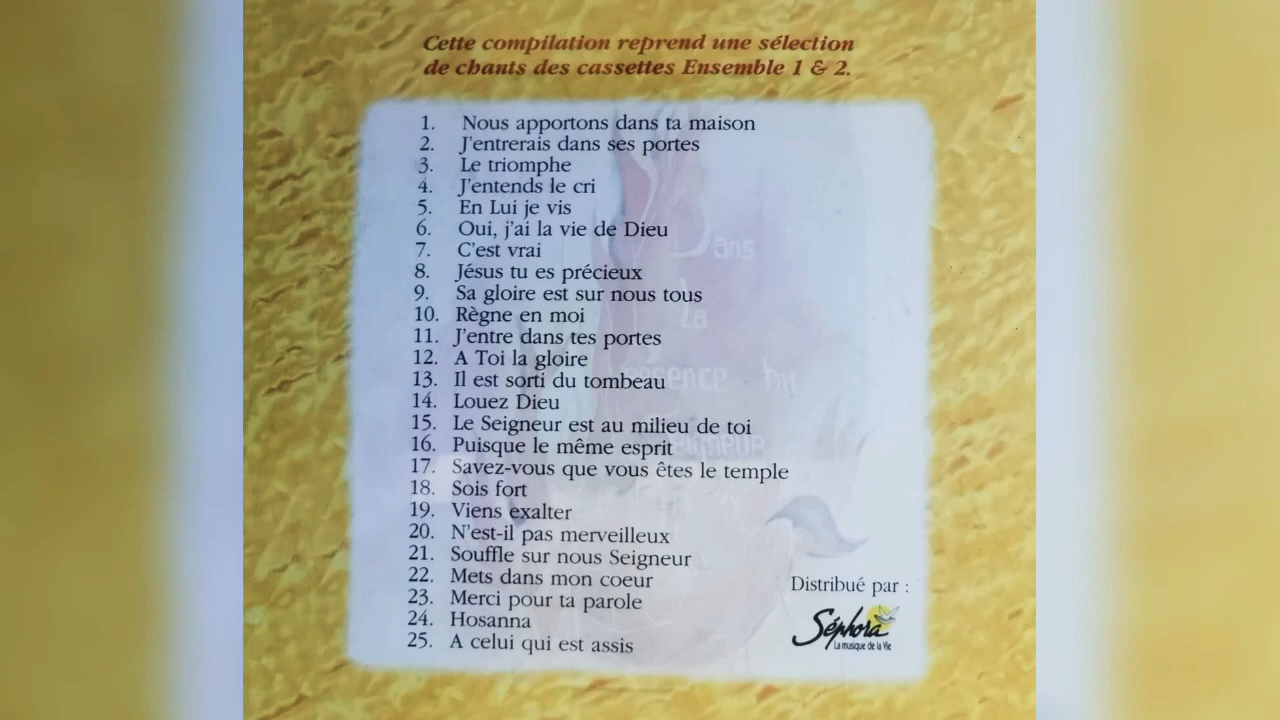 Cette compilation reprend une sélection
de chants des cassettes Ensemble 1 & 2.
1. Nous apportons dans ta maison
2. J'entrerais dans ses portes
3. Le triomphe
4. J'entends le cri
5. En Lui je vis
6. Oui, j'ai la vie de Dieu
7. C'est vrai
8. Jésus tu es précieux
9. Sa gloire est sur nous tous
10. Règne en moi
11. J'entre dans tes portes
12. A Toi la gloire
13. Il est sorti du tombeau
14. Louez Dieu
15. Le Seigneur est au milieu de toi
16. Puisque le même esprit
17. Savez-vous que vous êtes le temple
18. Sois fort
19. Viens exalter
20. N'est-il pas merveilleux
21. Souffle sur nous Seigneur
22. Mets dans mon coeur
23. Merci pour ta parole
24. Hosanna
25. A celui qui est assis
Dans
La
Distribué par :
Séphora
La musique de la Vie